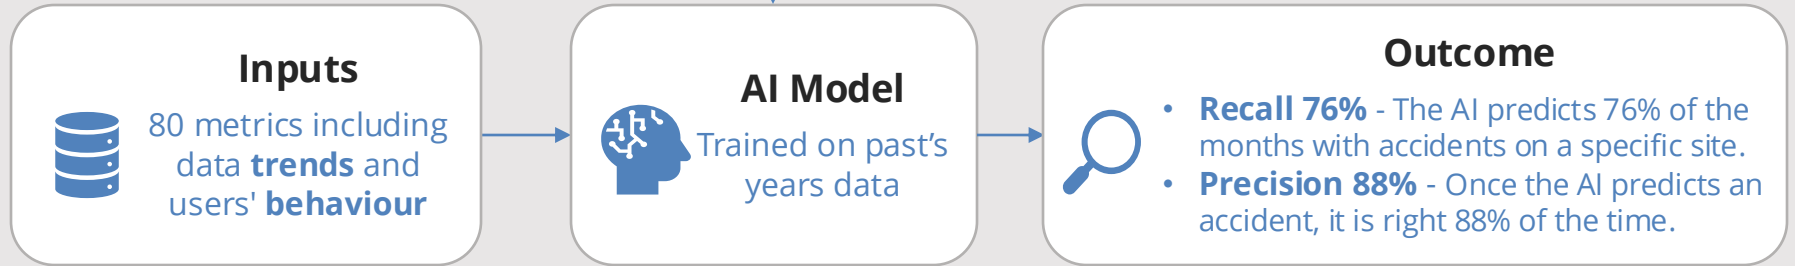 Inputs
80 metrics including
data trends and
users' behaviour
AI Model
Trained on past's
years data
Outcome
• Recall 76% - The AI predicts 76% of the
months with accidents on a specific site.
• Precision 88% - Once the AI predicts an
accident, it is right 88% of the time.